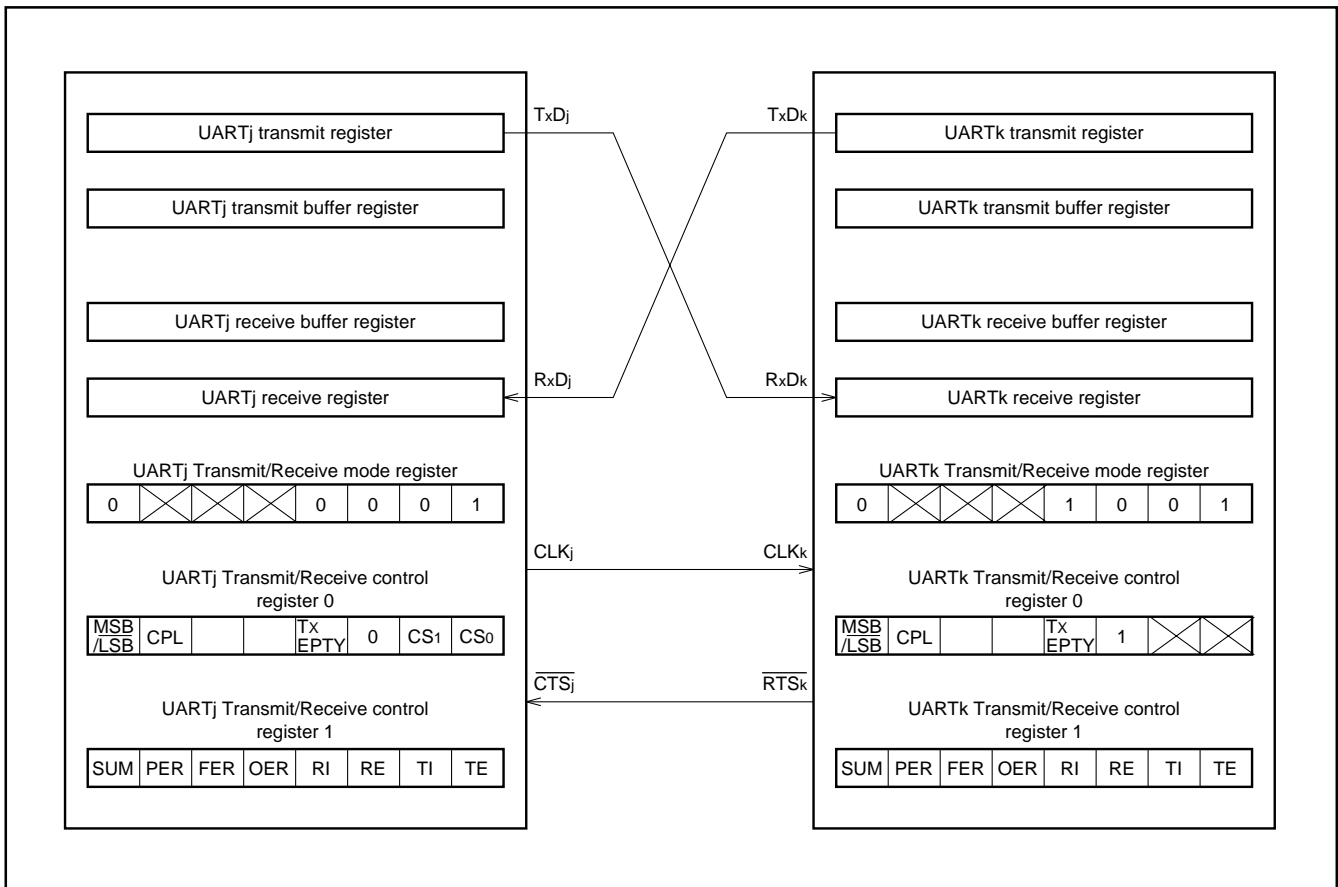 TxDj
TxDk
UARTj transmit register
UARTk transmit register
UARTj transmit buffer register
UARTk transmit buffer register
UARTj receive buffer register
UARTk receive buffer register
RxDj
RxDk
UARTj receive register
UARTk receive register
UARTj Transmit/Receive mode register
UARTk Transmit/Receive mode register
0 0 0 0 1
0 1 0 0 1
CLKj
CLKk
UARTj Transmit/Receive control
register 0
UARTk Transmit/Receive control
register 0
MSB
/LSB CPL TX
EPTY 0 CS1 CS0
MSB
/LSB CPL TX
EPTY 1
CTSj
RTSk
UARTj Transmit/Receive control
register 1
UARTk Transmit/Receive control
register 1
SUM PER FER OER RI RE TI TE
SUM PER FER OER RI RE TI TE